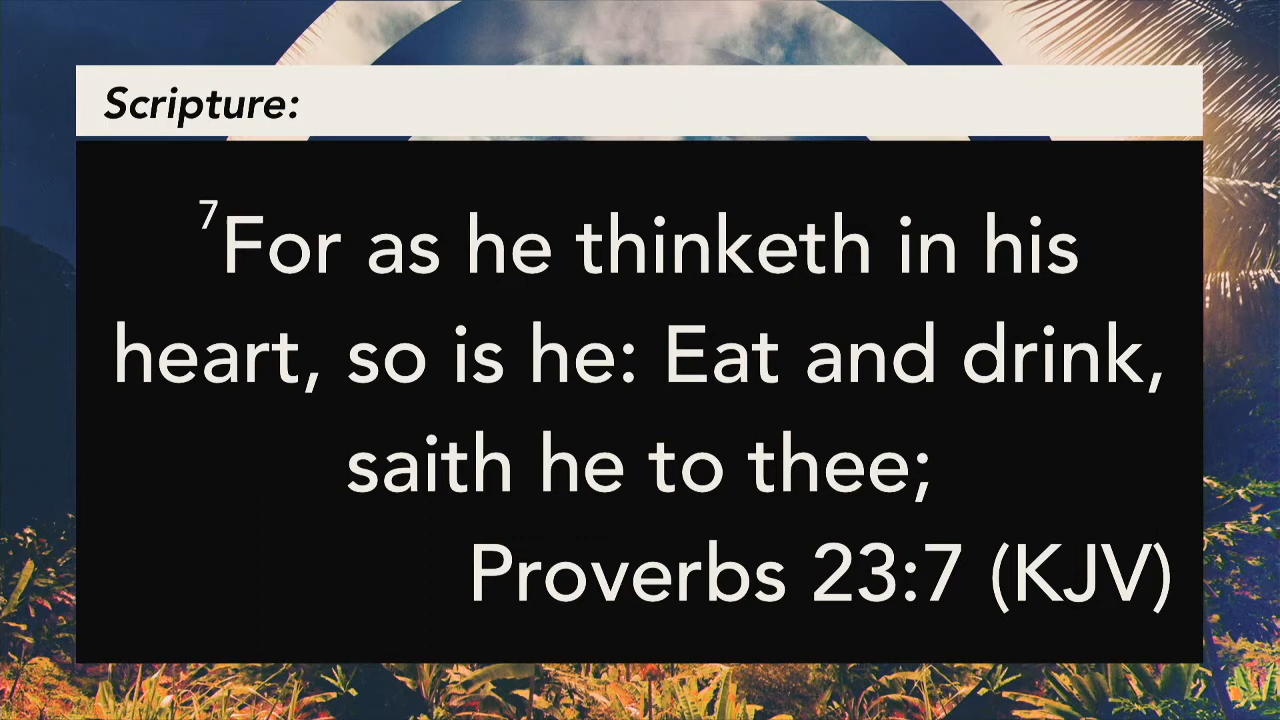 Scripture:
7For as he thinketh in his
heart, so is he: Eat and drink,
saith he to thee;
Proverbs 23:7 (KJV)